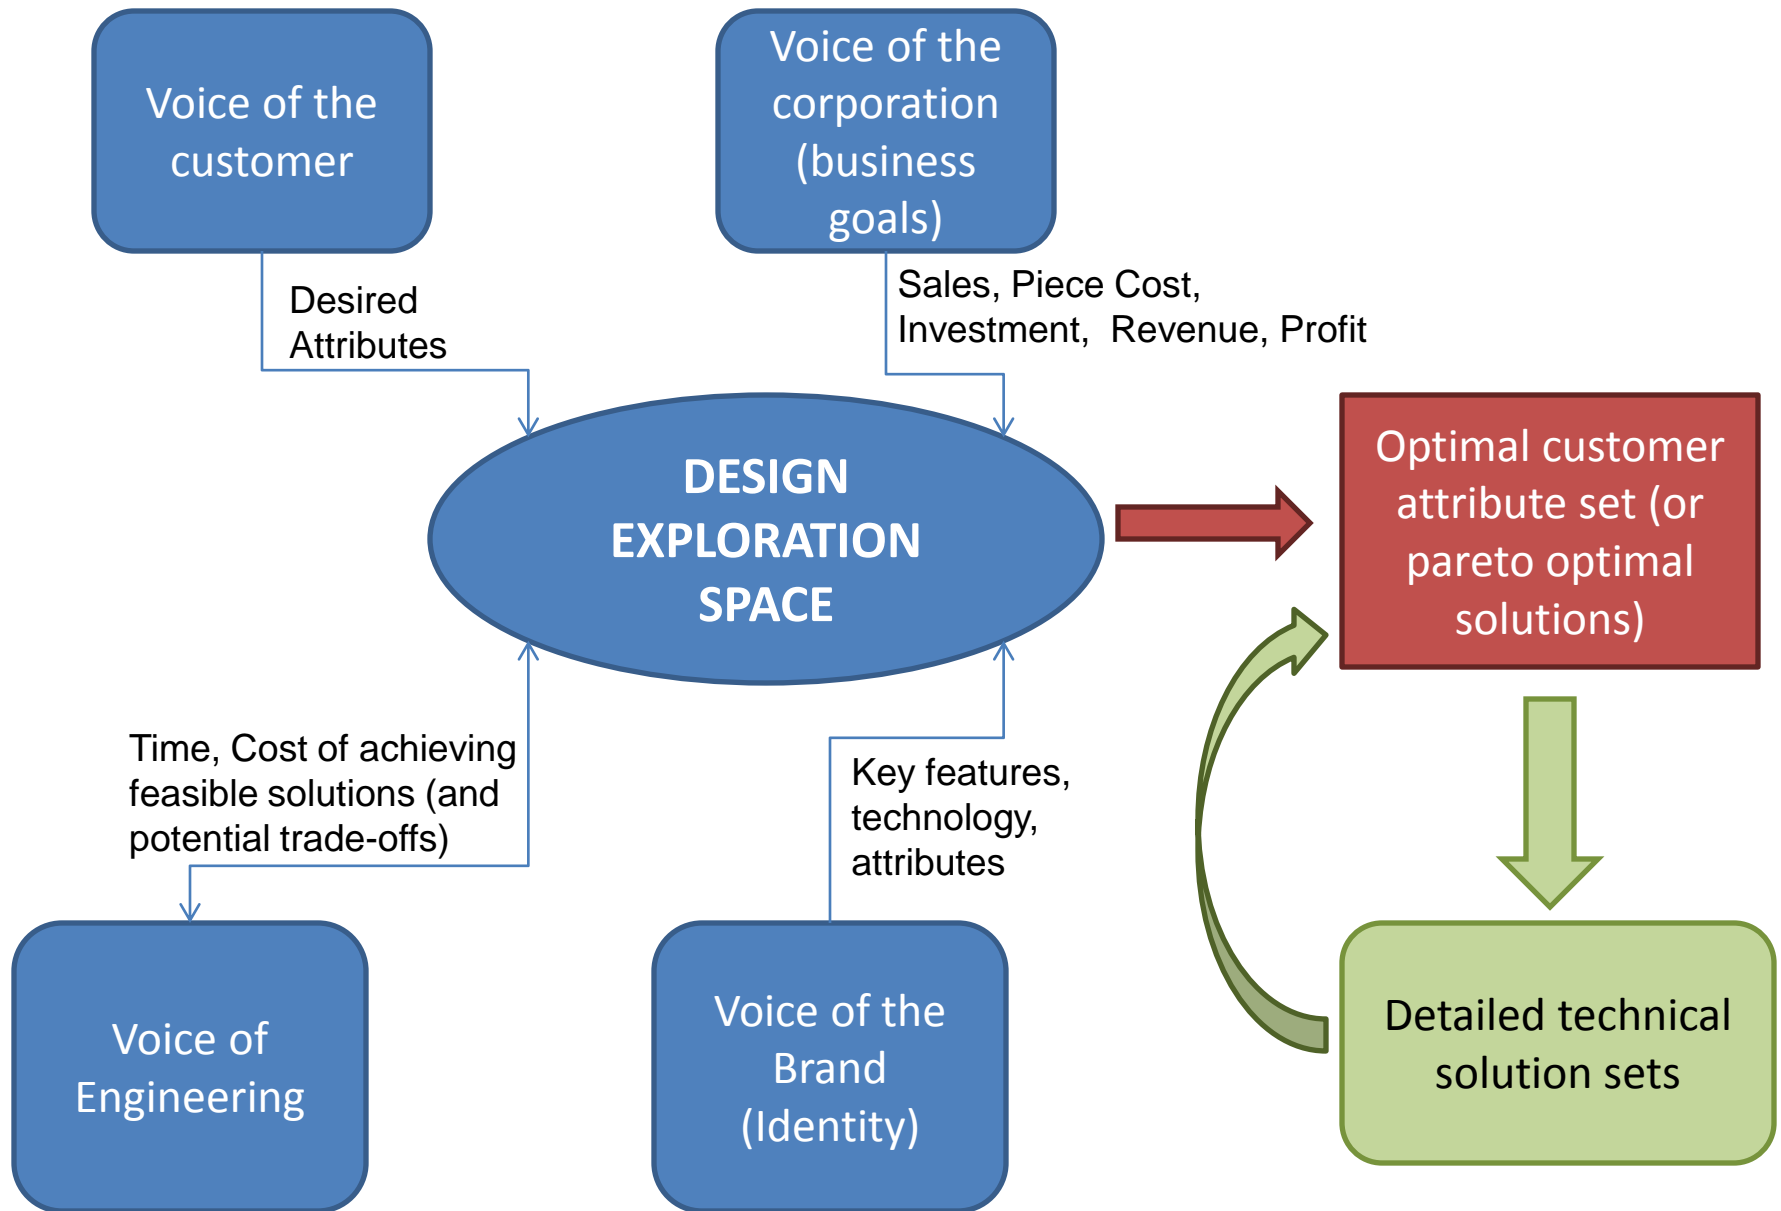 Voice of the
customer
Voice of the
corporation
(business
goals)
Desired
Attributes
Sales, Piece Cost,
Investment,  Revenue, Profit
DESIGN
EXPLORATION
SPACE
Optimal customer
attribute set (or
pareto optimal
solutions)
Time, Cost of achieving
feasible solutions (and
potential trade-offs)
Key features,
technology,
attributes
Voice of
Engineering
Voice of the
Brand
(Identity)
Detailed technical
solution sets